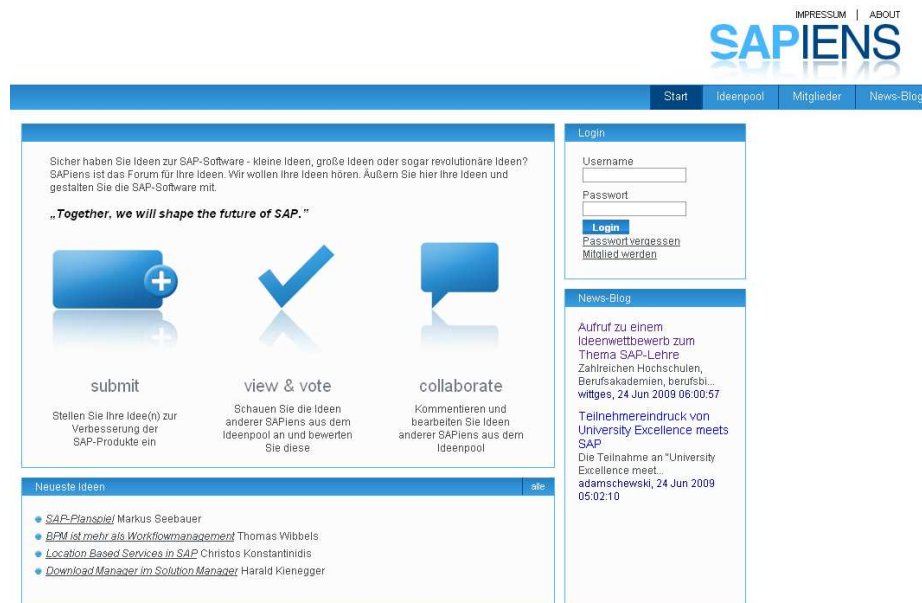 IMPRESSUM | ABOUT
SAPIENS
Start Ideenpool Mitglieder News-Blog
Sicher haben Sie Ideen zur SAP-Software - kleine Ideen, große Ideen oder sogar revolutionäre Ideen?
SAPiens ist das Forum für Ihre Ideen. Wir wollen Ihre Ideen hören. Äußern Sie hier Ihre Ideen und
gestalten Sie die SAP-Software mit.
„Together, we will shape the future of SAP.”
submit
Stellen Sie Ihre Idee(n) zur
Verbesserung der
SAP-Produkte ein
view & vote
Schauen Sie die Ideen
anderer SAPiens aus dem
Ideenpool an und bewerten
Sie diese
collaborate
Kommentieren und
bearbeiten Sie Ideen
anderer SAPiens aus dem
Ideenpool
Neueste Ideen alle
SAP-Planspiel Markus Seebauer
BPM ist mehr als Workflowmanagement Thomas Wibbels
Location Based Services in SAP Christos Konstantinidis
Download Manager im Solution Manager Harald Kienegger
Login
Username
Passwort
Login
Passwort vergessen
Mitglied werden
News-Blog
Aufruf zu einem
Ideenwettbewerb zum
Thema SAP-Lehre
Zahlreichen Hochschulen,
Berufsakademien, berufsbi...
wittges, 24 Jun 2009 06:00:57
Teilnehmereindruck von
University Excellence meets
SAP
Die Teilnahme an "University
Excellence meet...
adamschewski, 24 Jun 2009
05:02:10